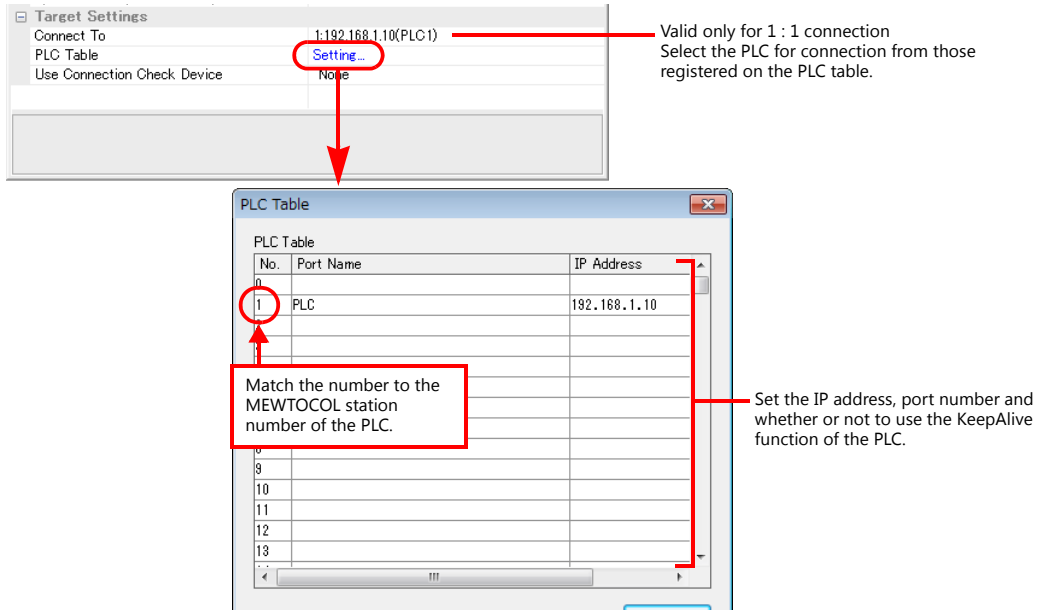 Target Settings
Connect To 1:192.168.1.10(PLC1)
PLC Table Setting...
Use Connection Check Device None
Valid only for 1 : 1 connection
Select the PLC for connection from those
registered on the PLC table.
PLC Table
PLC Table
No. Port Name IP Address
0
1 PLC 192.168.1.10
Match the number to the
MEWTOCOL station
number of the PLC.
Set the IP address, port number and
whether or not to use the KeepAlive
function of the PLC.
9
10
11
12
13